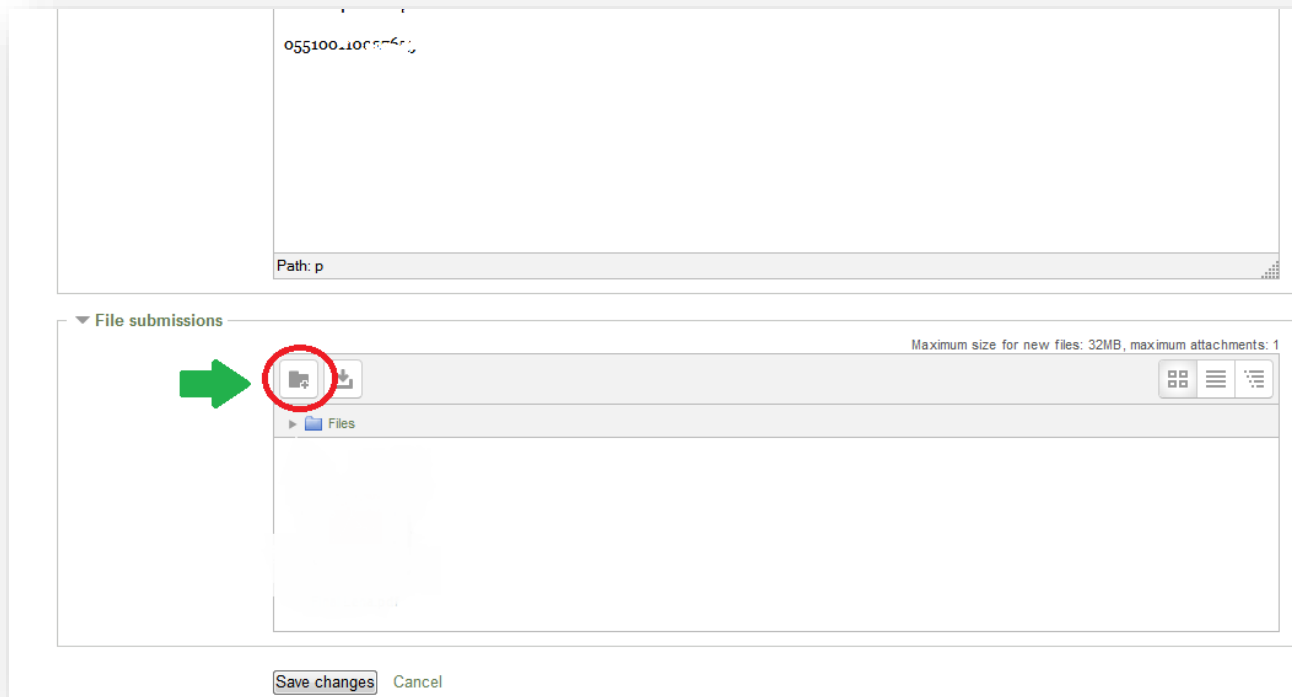 Path: p
File submissions
Maximum size for new files: 32MB, maximum attachments: 1
Files
Save changes
Cancel